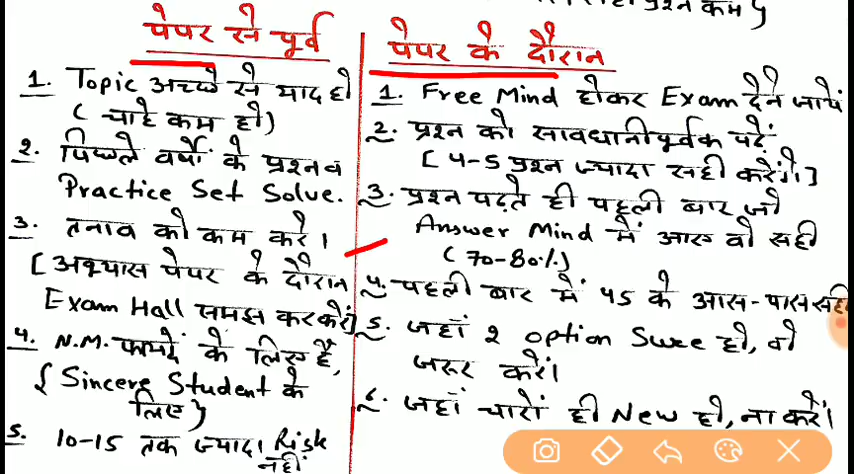 प्रश्न कम
पेपर से पूर्व
1. Topic अच्छे से याद हो
(चाहे कम हो)
2. पिछले वर्षों के प्रश्न व
Practice Set Solve.
3. तनाव को कम करे।
[अभ्यास पेपर के दौरान
Exam Hall समझ कर करें]
4. N.M. फायदे के लिए है,
{Sincere Student के
लिए}
5. 10-15 तक ज्यादा Risk
नहीं
पेपर के दौरान
1. Free Mind होकर Exam देने जायें
2. प्रश्न को सावधानीपूर्वक पढ़ें
[4-5 प्रश्न ज्यादा सही करेंगे]
3. प्रश्न पढ़ते ही पहली बार जो
Answer Mind में आए वो सही
(70-80%)
4. पहली बार में 45 के आस-पास सही
5. जहाँ 2 option Sure हो, वो
जरूर करें।
6. जहाँ चारों ही New हो, ना करें।